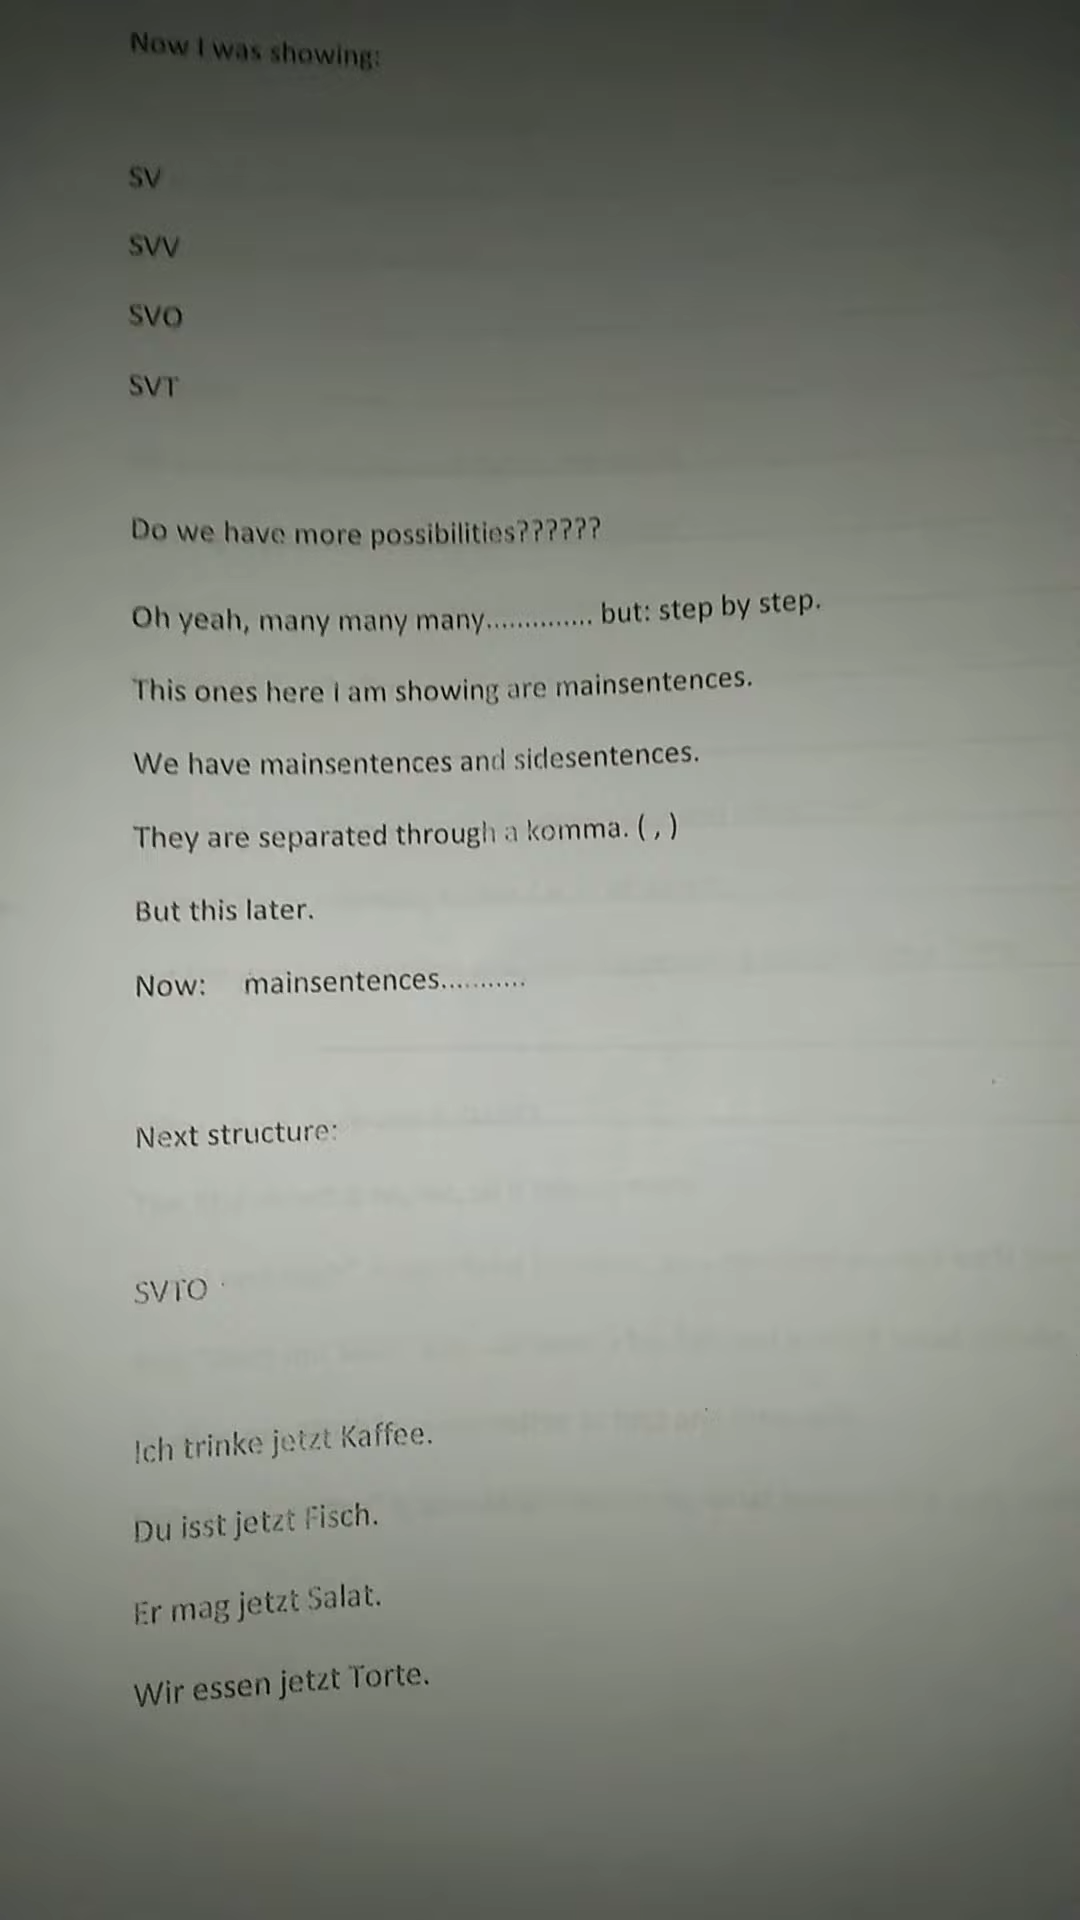 Now I was showing:
SV
SVV
SVO
SVT
Do we have more possibilities??????
Oh yeah, many many many.............. but: step by step.
This ones here I am showing are mainsentences.
We have mainsentences and sidesentences.
They are separated through a komma. ( , )
But this later.
Now: mainsentences...........
Next structure:
SVTO
Ich trinke jetzt Kaffee.
Du isst jetzt Fisch.
Er mag jetzt Salat.
Wir essen jetzt Torte.